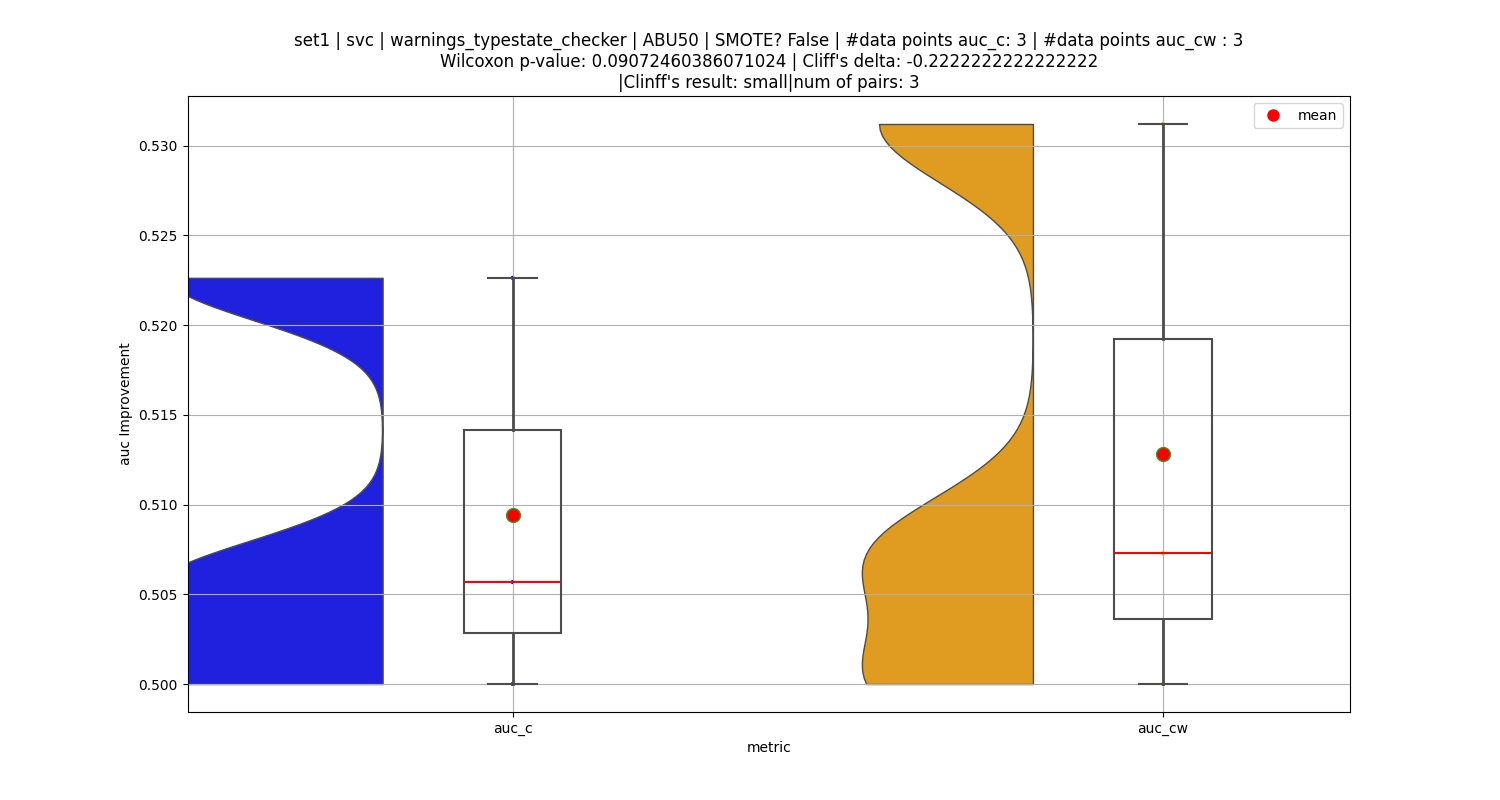 set1 | svc | warnings_typestate_checker | ABU50 | SMOTE? False | #data points auc_c: 3 | #data points auc_cw : 3
Wilcoxon p-value: 0.09072460386071024 | Cliff's delta: -0.2222222222222222
|Clinff's result: small|num of pairs: 3
mean
0.530
0.525
0.520
0.515
0.510
0.505
0.500
auc Improvement
auc_c
auc_cw
metric